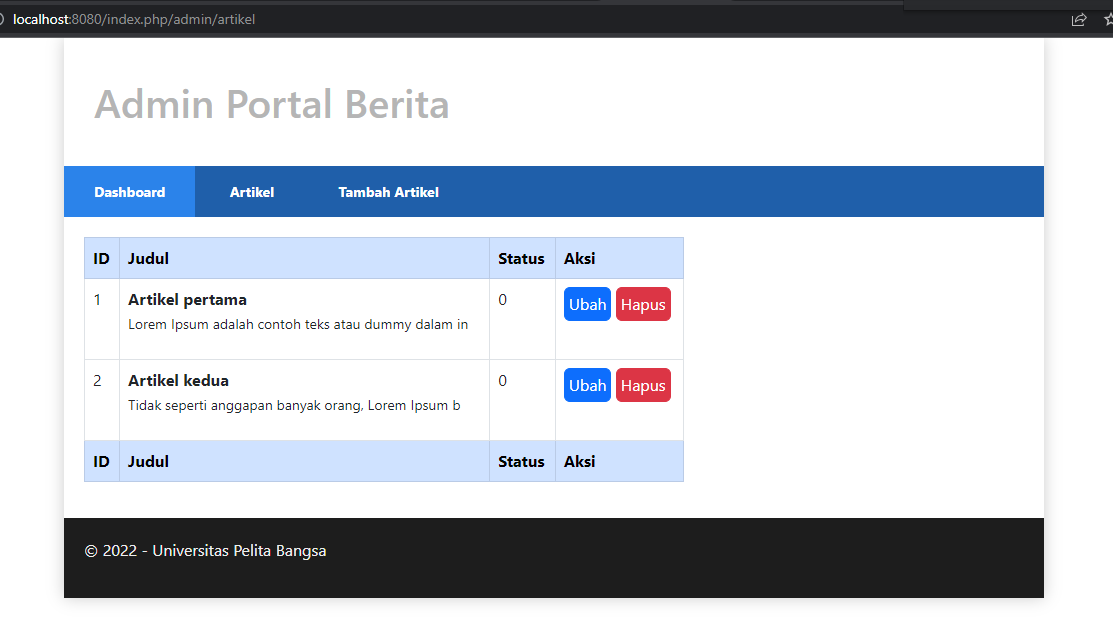 localhost:8080/index.php/admin/artikel
Admin Portal Berita
Dashboard Artikel Tambah Artikel
ID Judul Status Aksi
1 Artikel pertama 0 Ubah Hapus
Lorem Ipsum adalah contoh teks atau dummy dalam in
2 Artikel kedua 0 Ubah Hapus
Tidak seperti anggapan banyak orang, Lorem Ipsum b
ID Judul Status Aksi
© 2022 - Universitas Pelita Bangsa